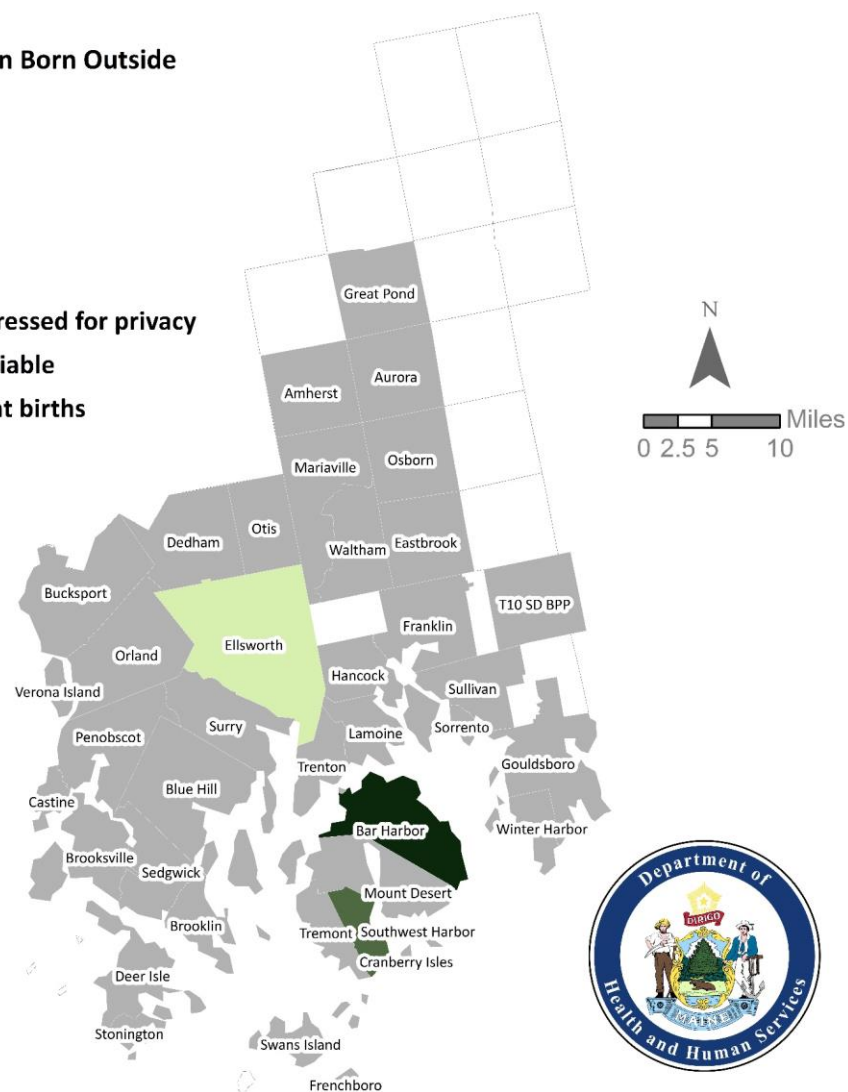 n Born Outside
ressed for privacy
iable
nt births
N
Miles
0 2.5 5 10
Great Pond
Amherst
Aurora
Mariaville
Osborn
Dedham
Otis
Waltham
Eastbrook
Bucksport
T10 SD BPP
Franklin
Ellsworth
Orland
Hancock
Sullivan
Verona Island
Surry
Lamoine
Sorrento
Penobscot
Trenton
Gouldsboro
Blue Hill
Castine
Bar Harbor
Winter Harbor
Brooksville
Sedgwick
Mount Desert
Brooklin
Tremont
Southwest Harbor
Cranberry Isles
Deer Isle
Stonington
Swans Island
Frenchboro
Department of
DIRIGO
MAINE
Health and Human Services